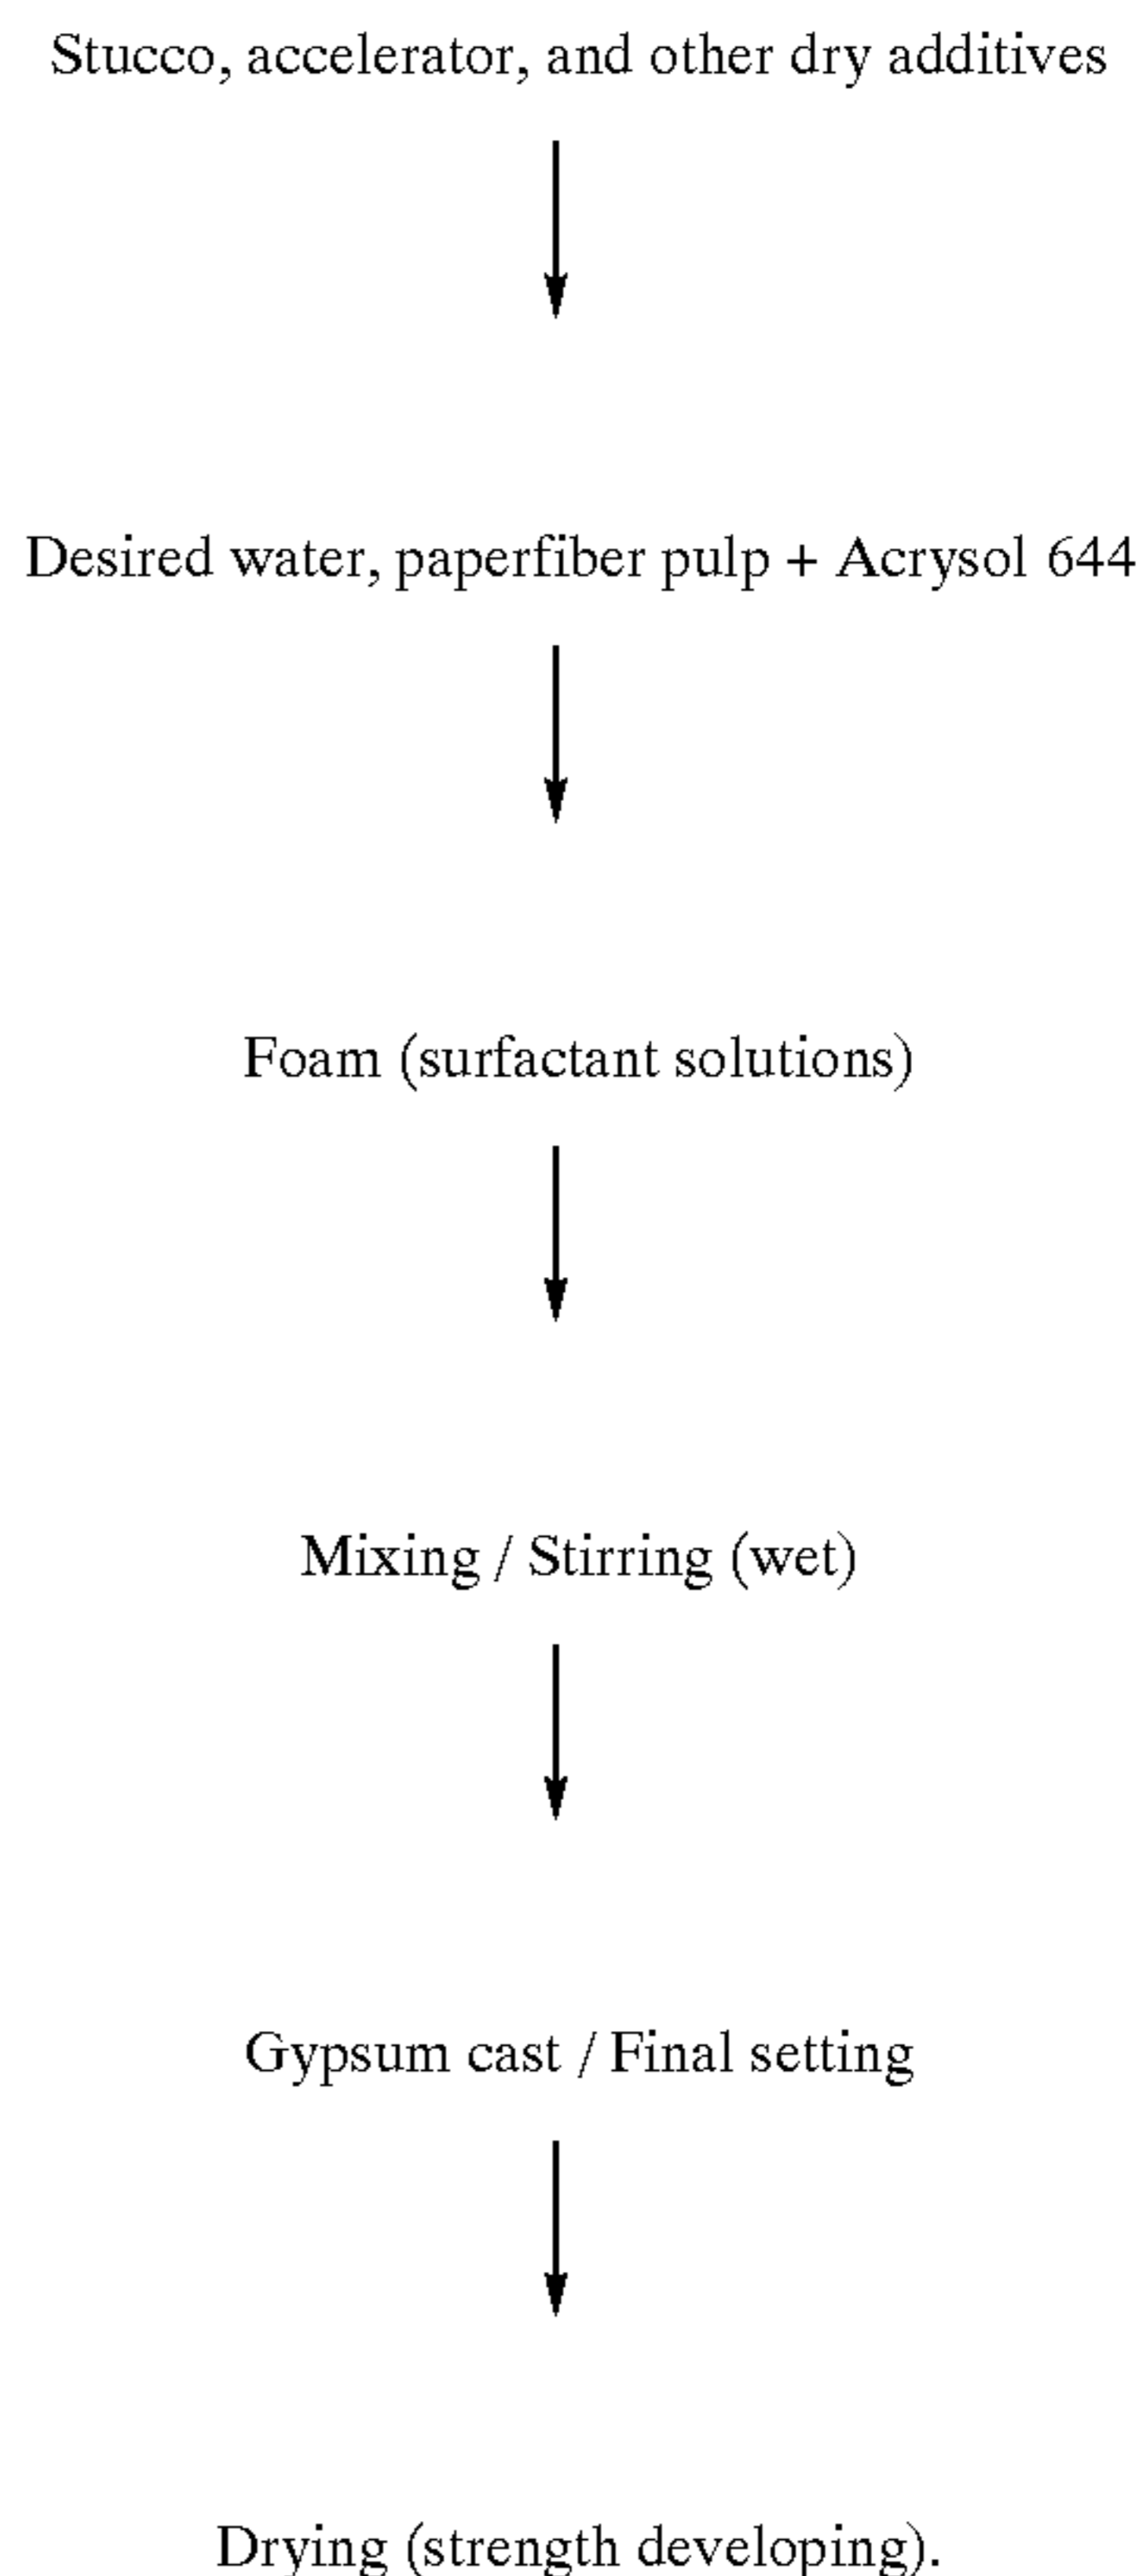 Stucco, accelerator, and other dry additives
Desired water, paperfiber pulp + Acrysol 644
Foam (surfactant solutions)
Mixing / Stirring (wet)
Gypsum cast / Final setting
Drying (strength developing).